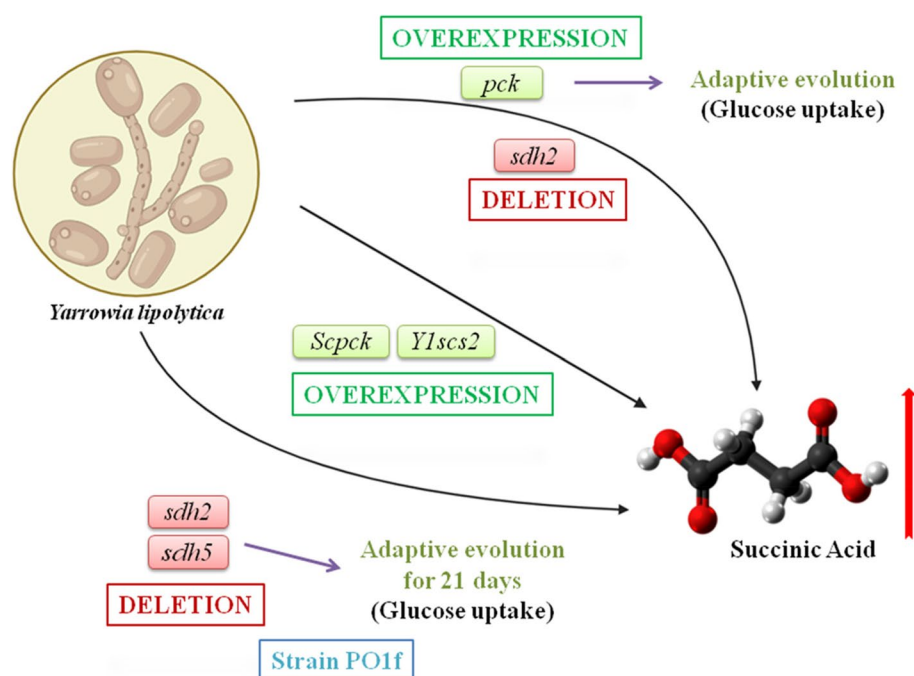 OVEREXPRESSION
pck
Adaptive evolution
(Glucose uptake)
sdh2
DELETION
Yarrowia lipolytica
Scpck
Y1scs2
OVEREXPRESSION
Succinic Acid
sdh2
sdh5
DELETION
Adaptive evolution
for 21 days
(Glucose uptake)
Strain PO1f